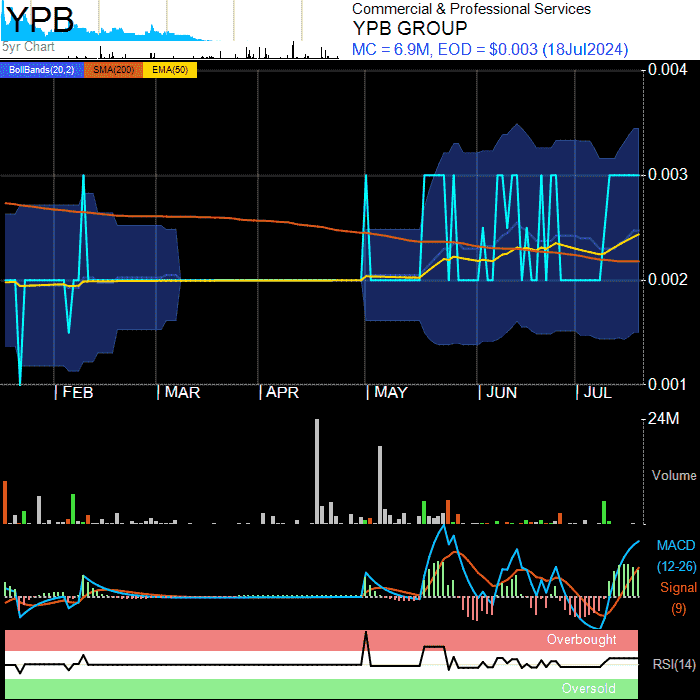 YPB
5yr Chart
Commercial & Professional Services
YPB GROUP
MC = 6.9M, EOD = $0.003 (18Jul2024)
BollBands(20,2) SMA(200) EMA(50)
0.004
0.003
0.002
0.001
FEB MAR APR MAY JUN JUL
24M
Volume
MACD
(12-26)
Signal
(9)
Overbought
RSI(14)
Oversold